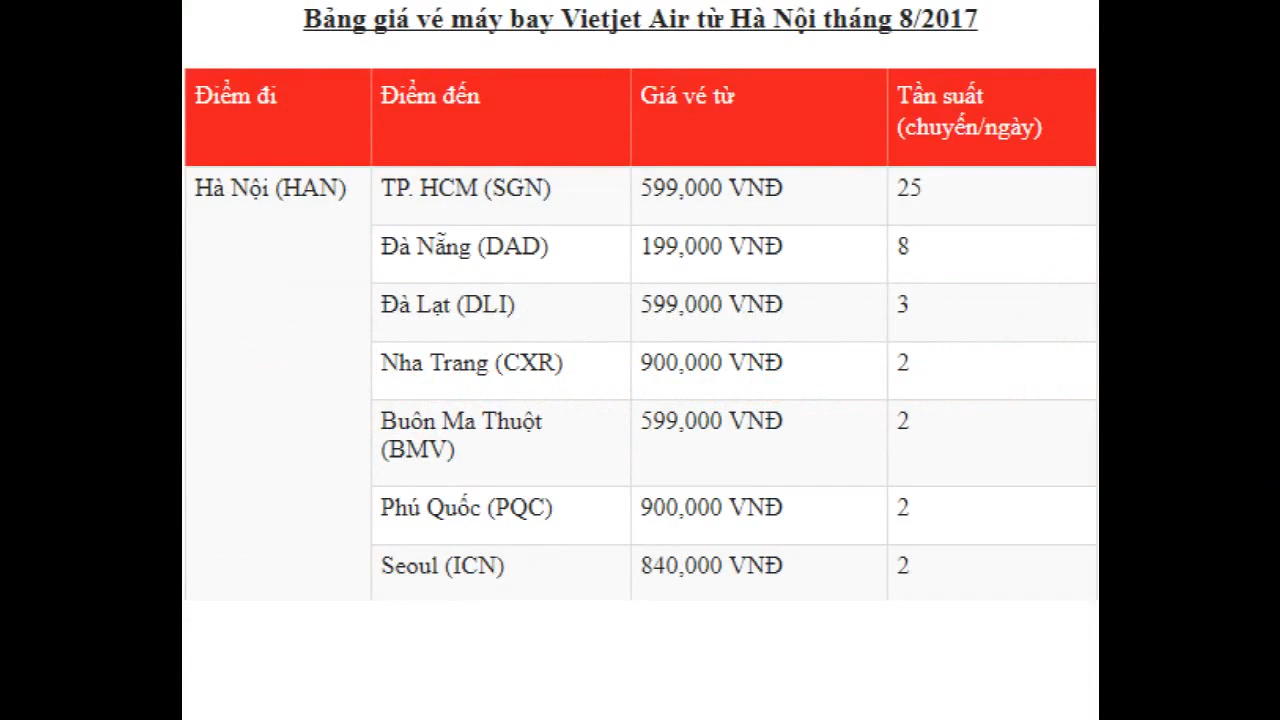 Bảng giá vé máy bay Vietjet Air từ Hà Nội tháng 8/2017
Điểm đi Điểm đến Giá vé từ Tần suất
(chuyến/ngày)
Hà Nội (HAN) TP. HCM (SGN) 599,000 VNĐ 25
Đà Nẵng (DAD) 199,000 VNĐ 8
Đà Lạt (DLI) 599,000 VNĐ 3
Nha Trang (CXR) 900,000 VNĐ 2
Buôn Ma Thuột 599,000 VNĐ 2
(BMV)
Phú Quốc (PQC) 900,000 VNĐ 2
Seoul (ICN) 840,000 VNĐ 2